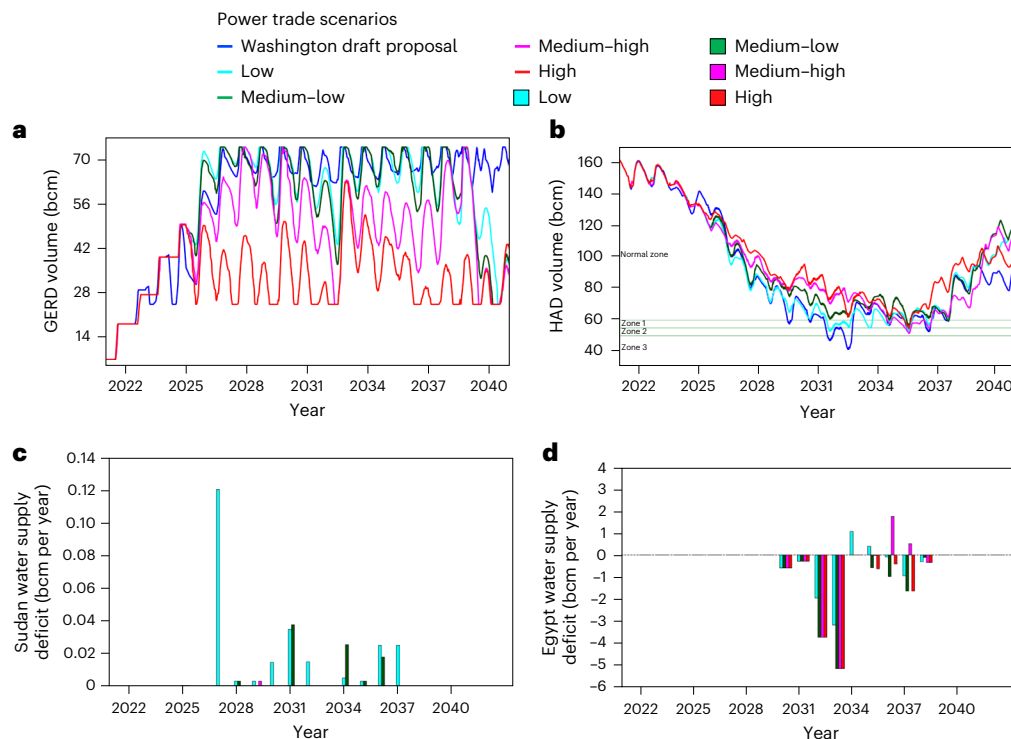 Power trade scenarios
Washington draft proposal
Low
Medium–low
Medium–high
High
Low
Medium–low
Medium–high
High
a
GERD volume (bcm)
70
56
42
28
14
2022 2025 2028 2031 2034 2037 2040
Year
b
HAD volume (bcm)
160
140
120
100
80
60
40
Normal zone
Zone 1
Zone 2
Zone 3
2022 2025 2028 2031 2034 2037 2040
Year
c
Sudan water supply
deficit (bcm per year)
0.14
0.12
0.10
0.08
0.06
0.04
0.02
0
2022 2025 2028 2031 2034 2037 2040
Year
d
Egypt water supply
deficit (bcm per year)
4
3
2
1
0
–1
–2
–3
–4
–5
–6
2022 2025 2028 2031 2034 2037 2040
Year